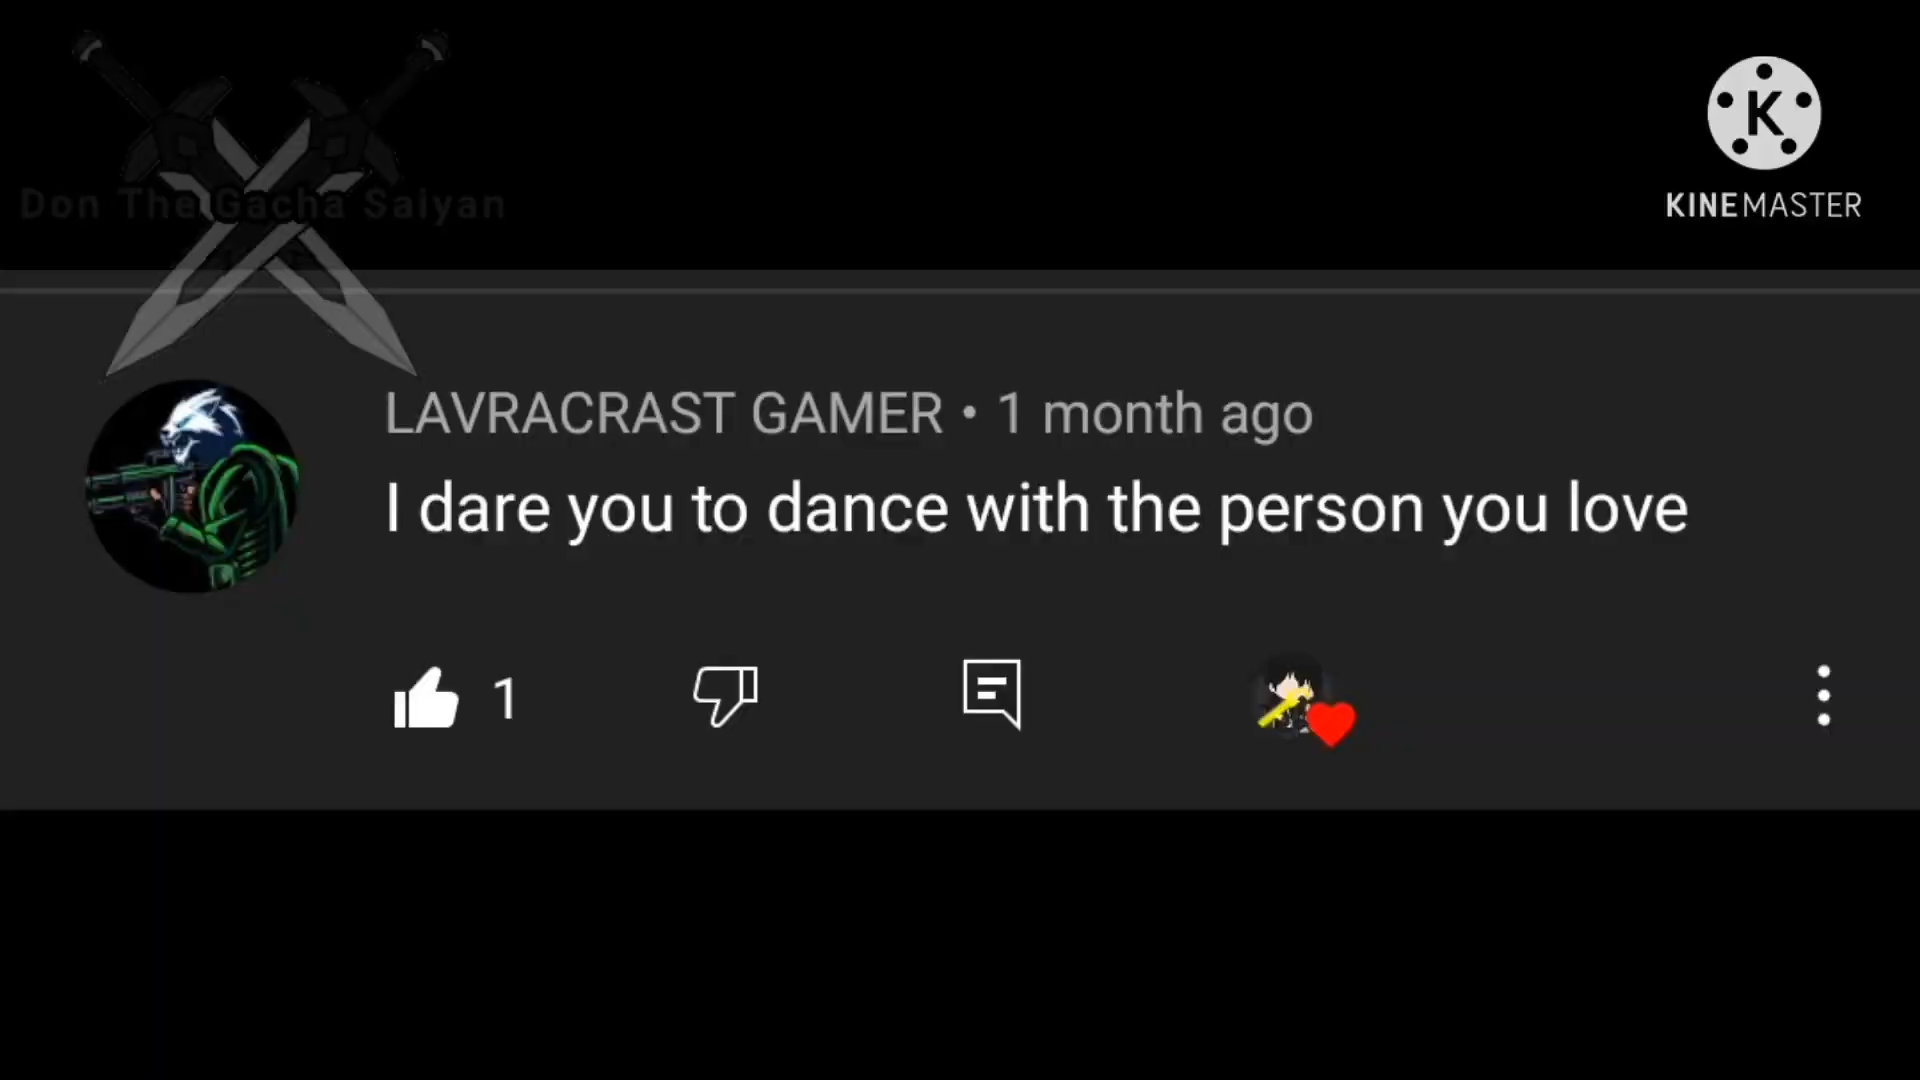 Don The Gacha Saiyan
K
KINEMASTER
LAVRACRAST GAMER • 1 month ago
I dare you to dance with the person you love
1